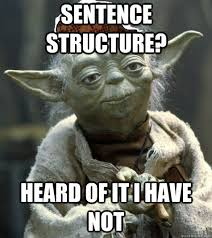 SENTENCE
STRUCTURE?
HEARD OF IT I HAVE
NOT